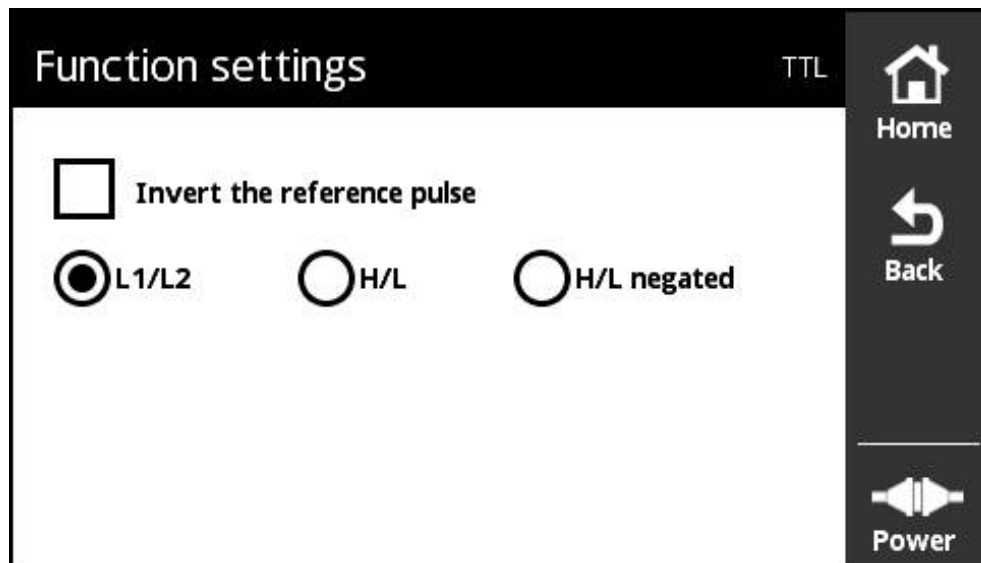 Function settings
TTL
Home
Invert the reference pulse
Back
L1/L2
H/L
H/L negated
Power